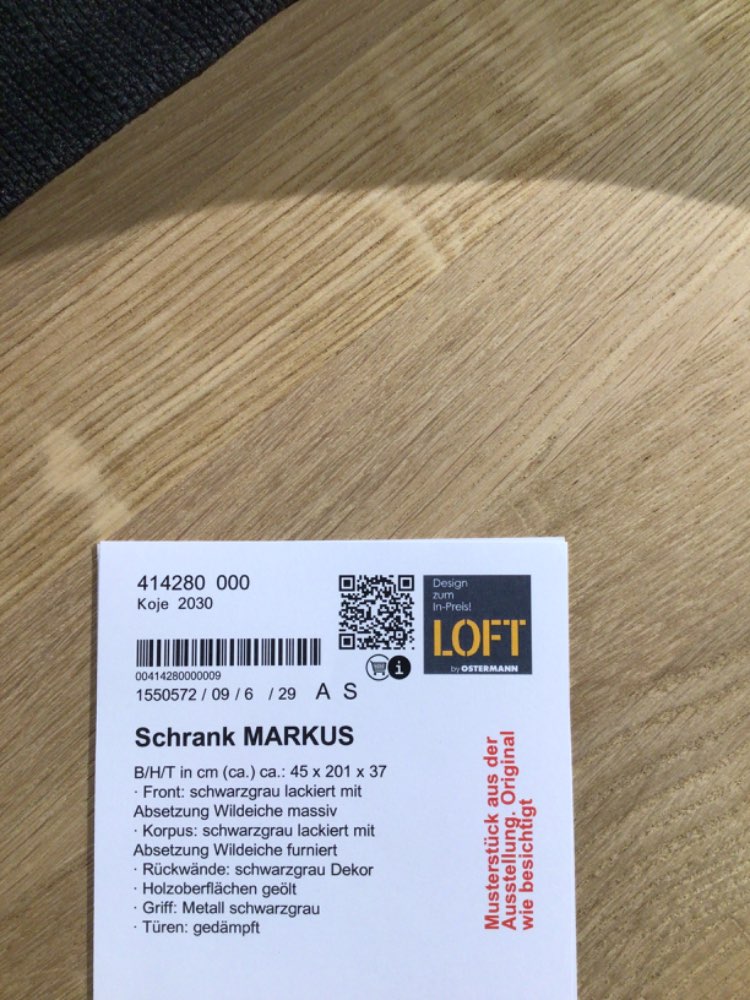 414280 000
Koje 2030
00414280000009
1550572 / 09 / 6 / 29 A S
Design
zum
In-Preis!
LOFT
by OSTERMANN
i
Schrank MARKUS
B/H/T in cm (ca.) ca.: 45 x 201 x 37
· Front: schwarzgrau lackiert mit
Absetzung Wildeiche massiv
· Korpus: schwarzgrau lackiert mit
Absetzung Wildeiche furniert
· Rückwände: schwarzgrau Dekor
· Holzoberflächen geölt
· Griff: Metall schwarzgrau
· Türen: gedämpft
Musterstück aus der
Ausstellung. Original
wie besichtigt